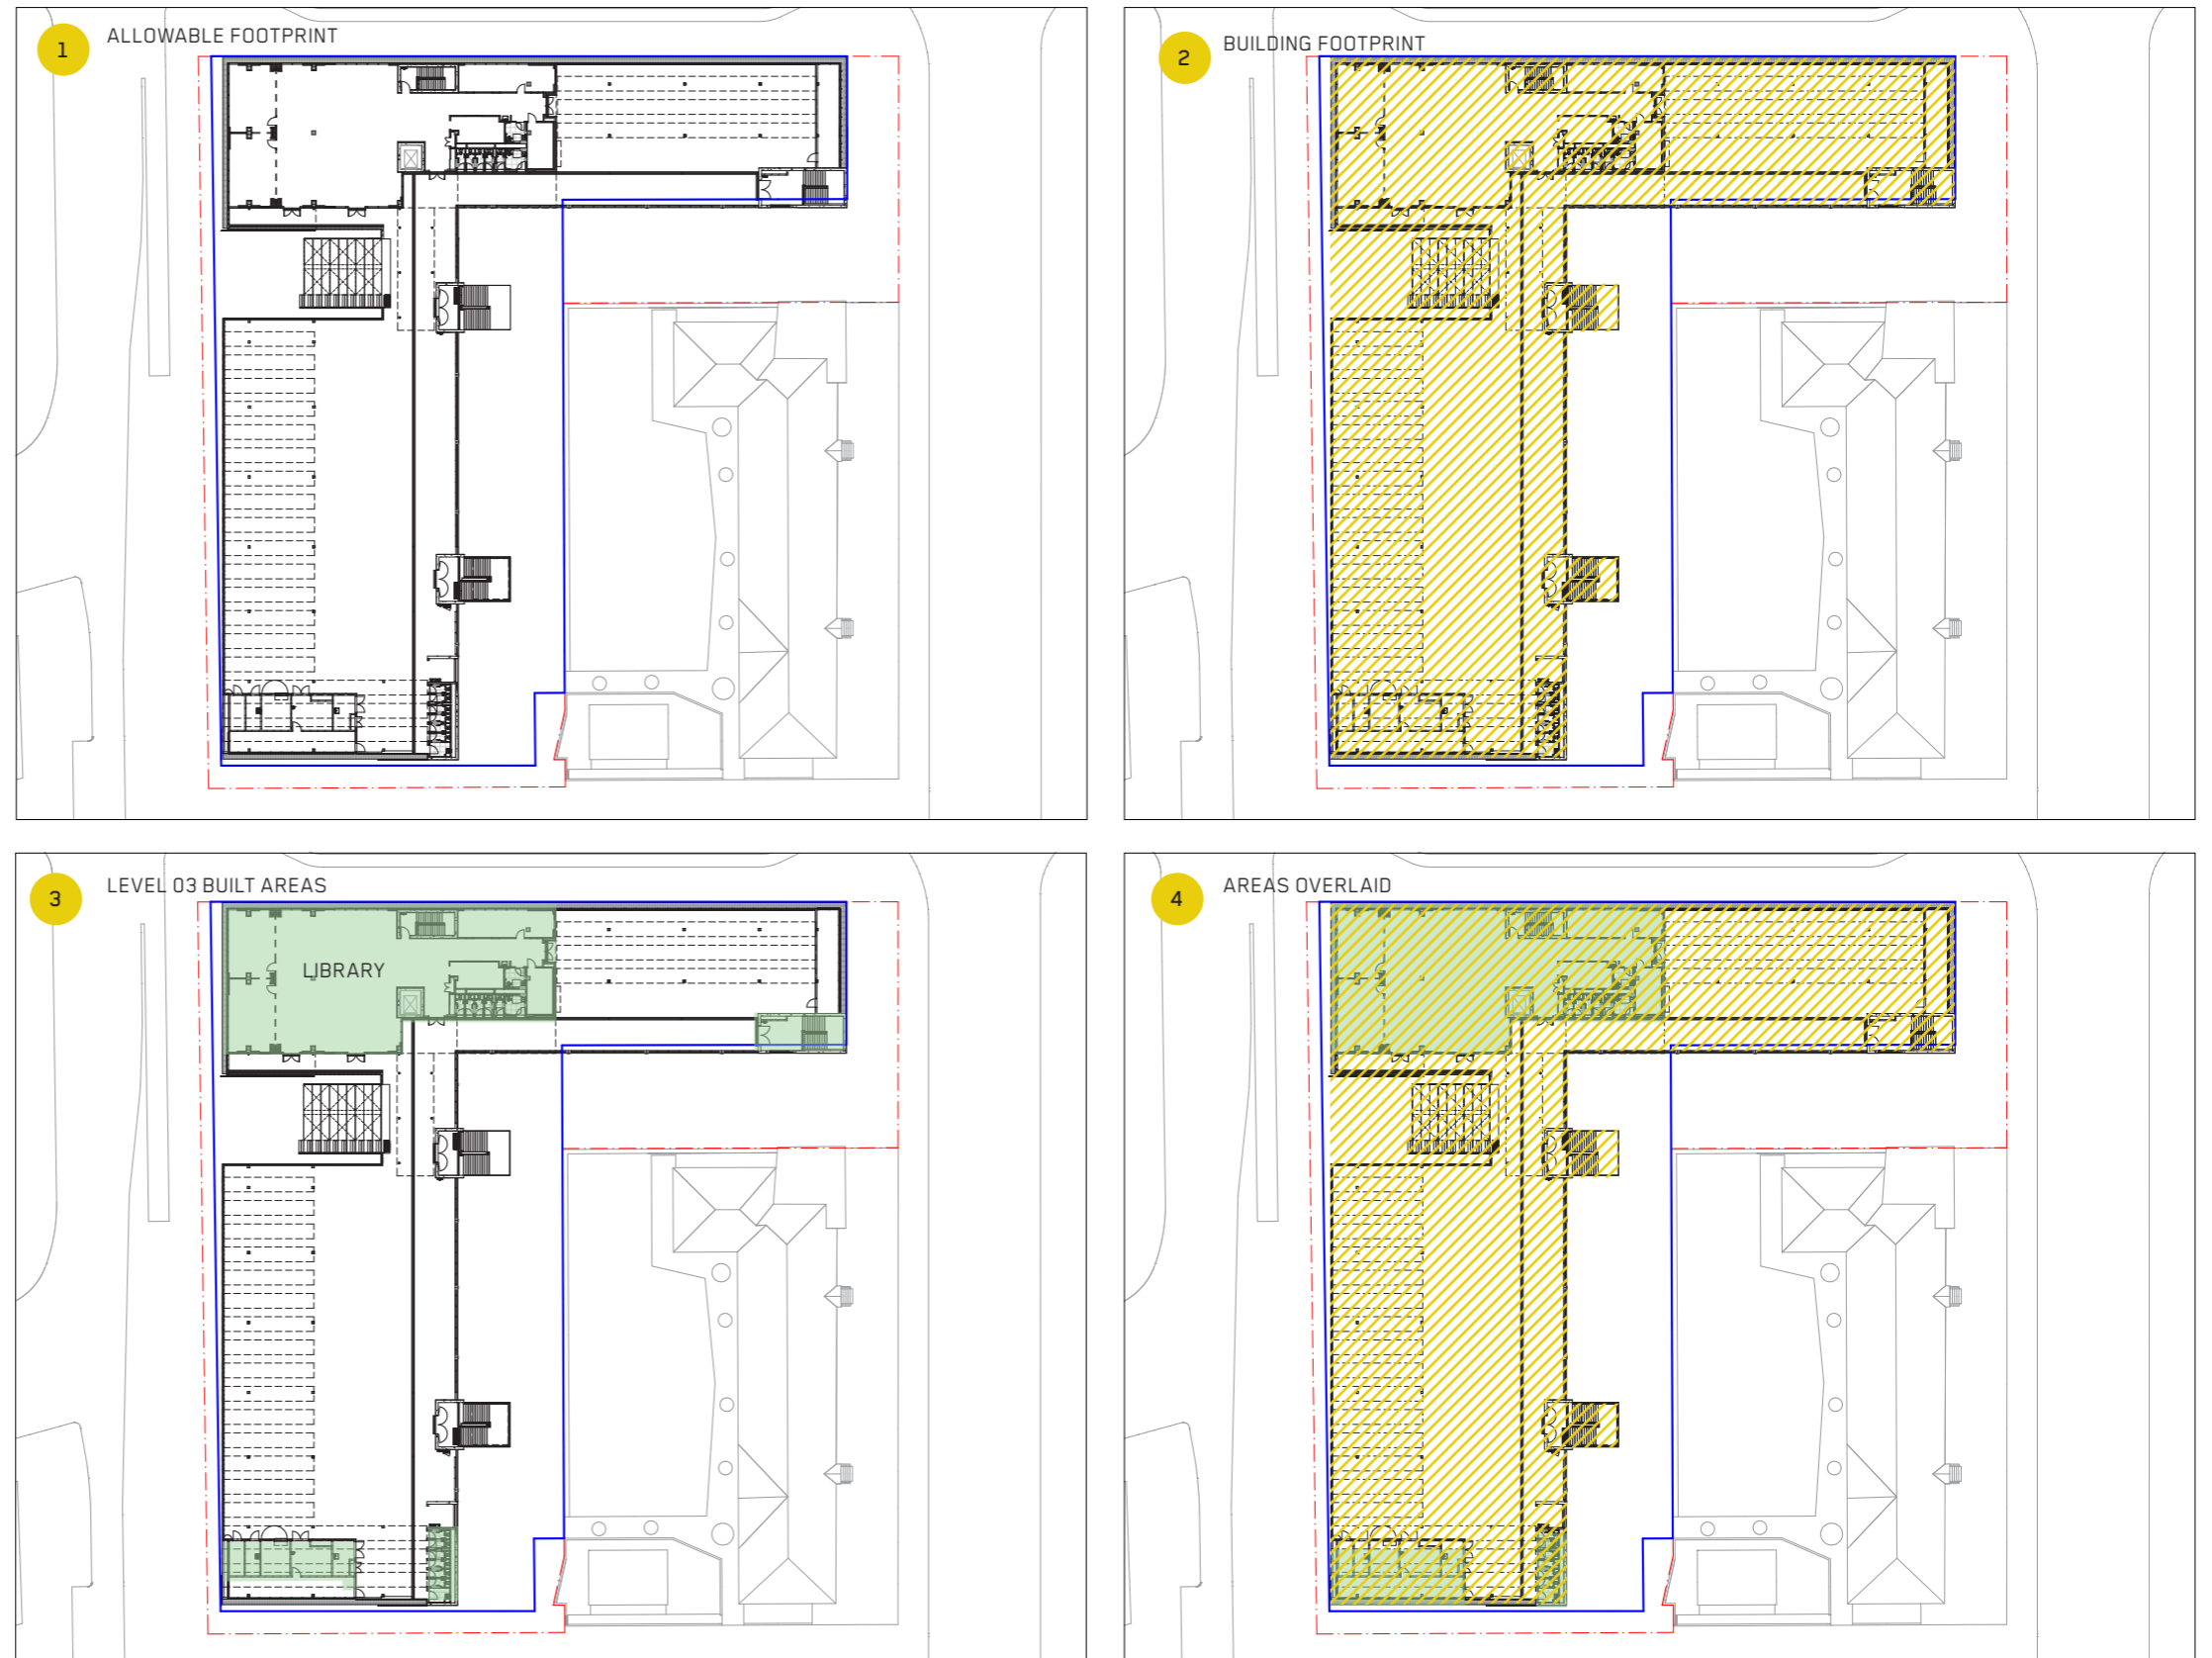 1
ALLOWABLE FOOTPRINT
2
BUILDING FOOTPRINT
3
LEVEL 03 BUILT AREAS
LIBRARY
4
AREAS OVERLAID